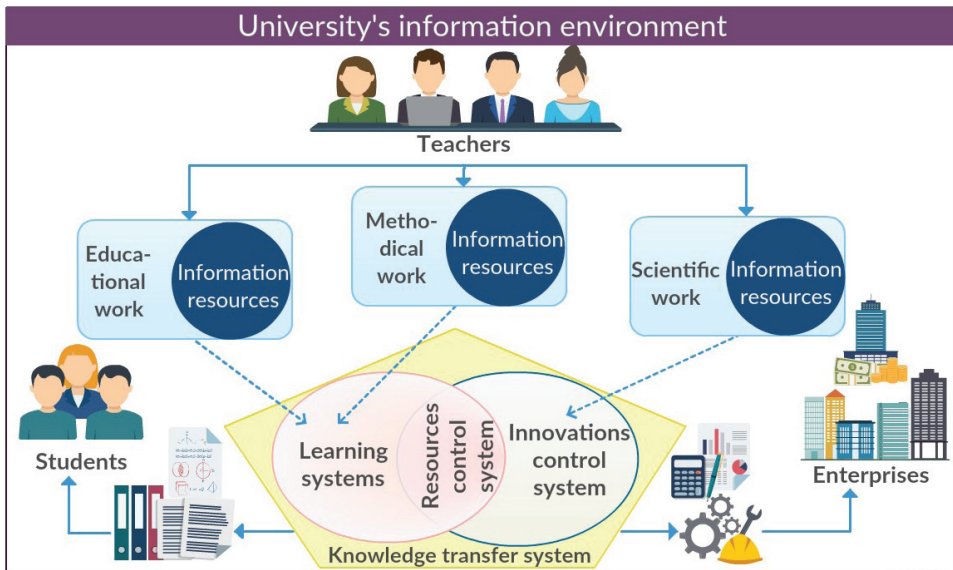 University's information environment
Teachers
Educa-
tional
work
Information
resources
Metho-
dical
work
Information
resources
Scientific
work
Information
resources
Students
Learning
systems
Resources
control
system
Innovations
control
system
Enterprises
Knowledge transfer system